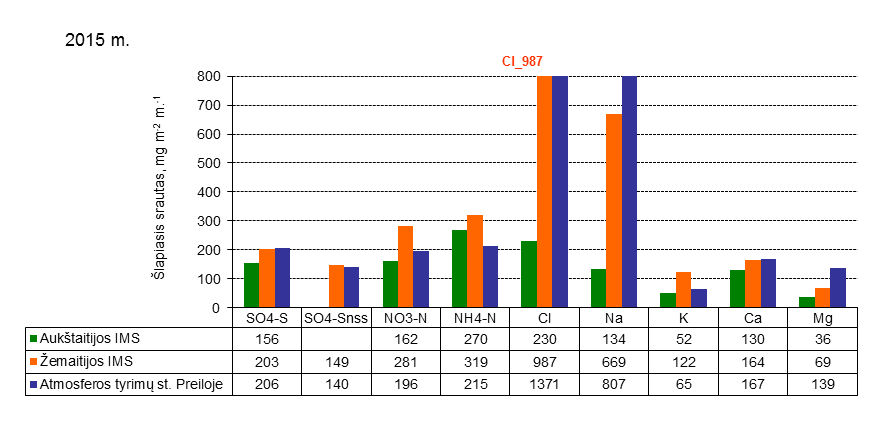 2015 m.
Cl_987
Šlapiasis srautas, mg m-2 m.-1
800
700
600
500
400
300
200
100
0
SO4-S SO4-Snss NO3-N NH4-N Cl Na K Ca Mg
Aukštaitijos IMS 156 162 270 230 134 52 130 36
Žemaitijos IMS 203 149 281 319 987 669 122 164 69
Atmosferos tyrimų st. Preiloje 206 140 196 215 1371 807 65 167 139